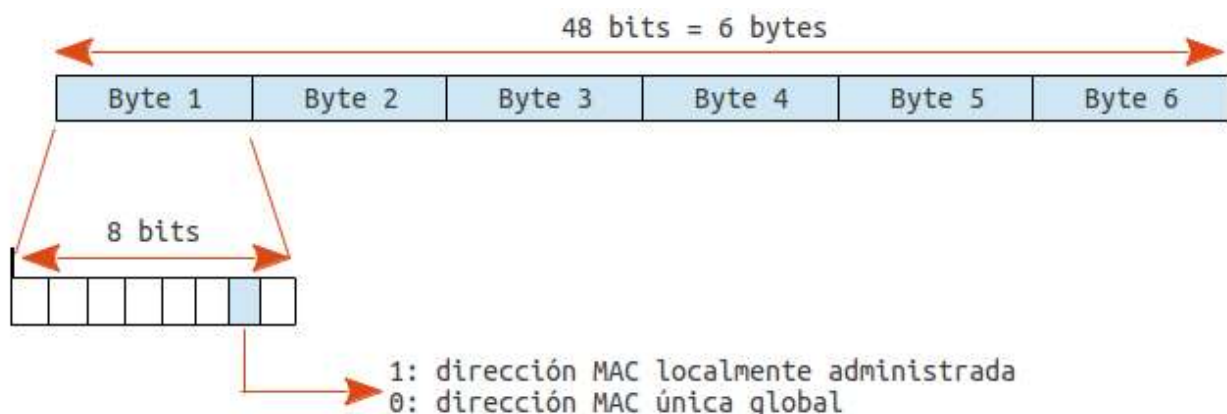 48 bits = 6 bytes
Byte 1 Byte 2 Byte 3 Byte 4 Byte 5 Byte 6
8 bits
1: dirección MAC localmente administrada
0: dirección MAC única global